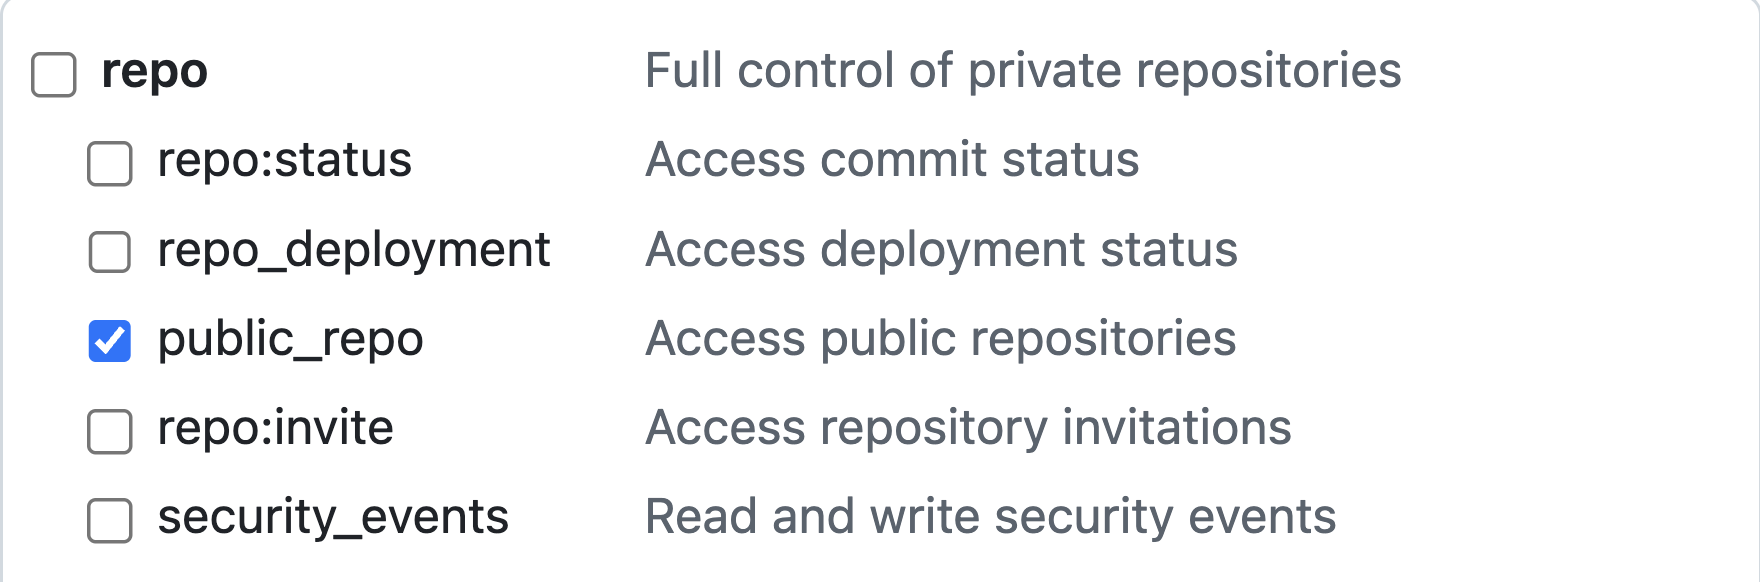 repo Full control of private repositories
repo:status Access commit status
repo_deployment Access deployment status
public_repo Access public repositories
repo:invite Access repository invitations
security_events Read and write security events